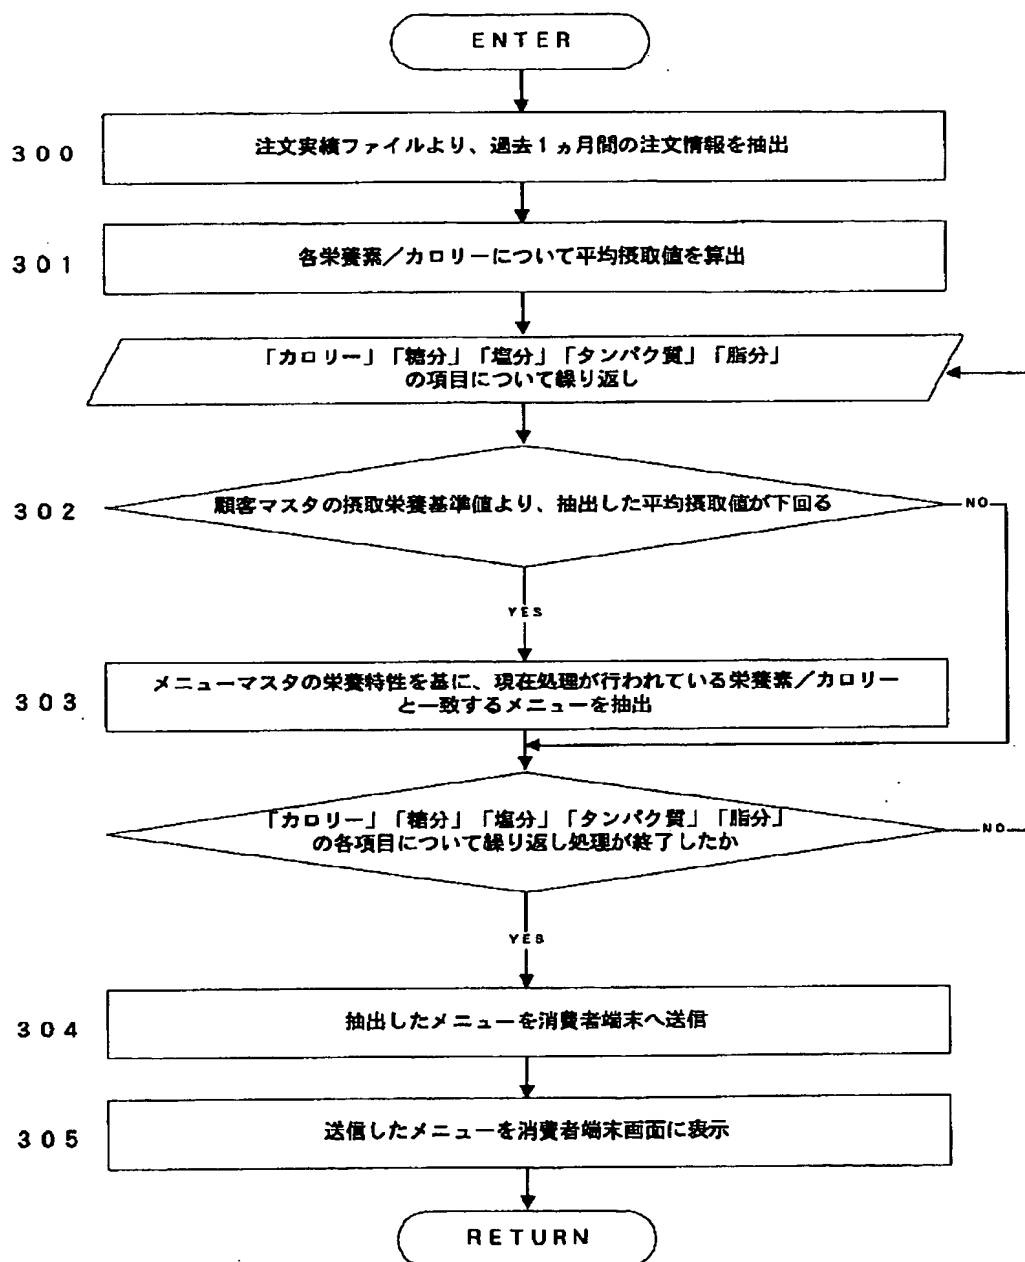 ENTER
300
注文実績ファイルより、過去1ヵ月間の注文情報を抽出
301
各栄養素／カロリーについて平均摂取値を算出
「カロリー」「糖分」「塩分」「タンパク質」「脂分」
の項目について繰り返し
302
顧客マスタの摂取栄養基準値より、抽出した平均摂取値が下回る
NO
YES
303
メニューマスタの栄養特性を基に、現在処理が行われている栄養素／カロリー
と一致するメニューを抽出
「カロリー」「糖分」「塩分」「タンパク質」「脂分」
の各項目について繰り返し処理が終了したか
NO
YES
304
抽出したメニューを消費者端末へ送信
305
送信したメニューを消費者端末画面に表示
RETURN